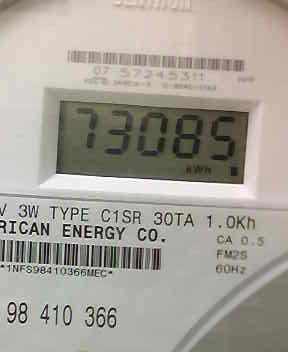 07 57245311
73085
kWh
V 3W TYPE C1SR 30TA 1.0Kh
RICAN ENERGY CO.
CA 0.5
FM2S
60Hz
*1NFS98410366MEC*
98 410 366